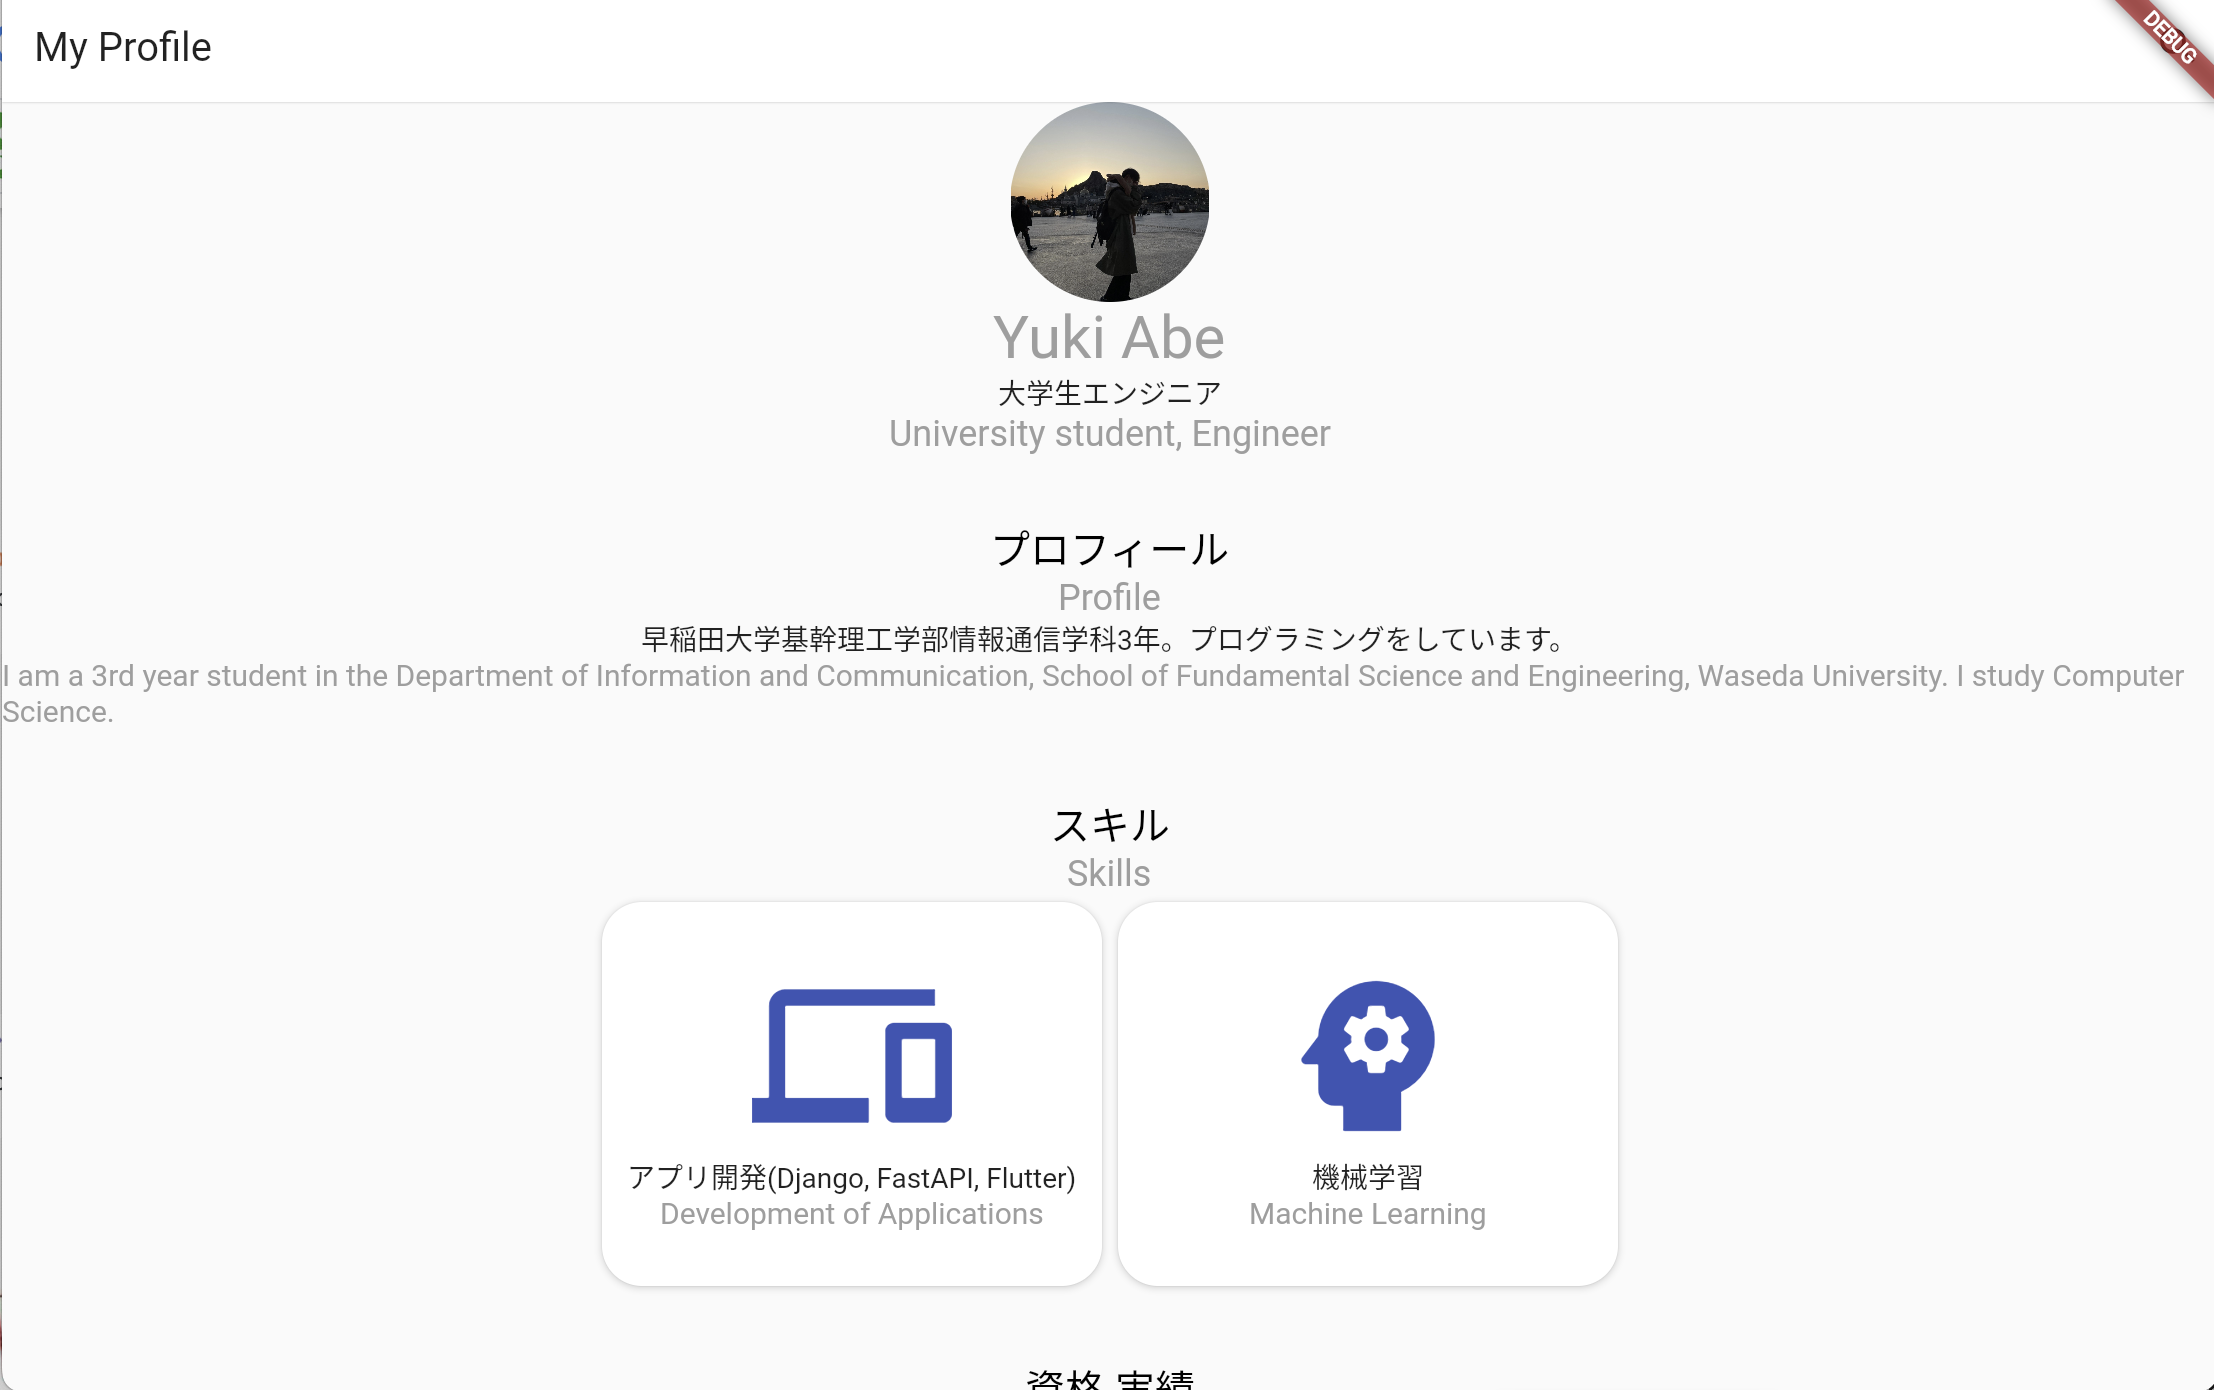 My Profile
DEBUG
Yuki Abe
大学生エンジニア
University student, Engineer
プロフィール
Profile
早稲田大学基幹理工学部情報通信学科3年。プログラミングをしています。
I am a 3rd year student in the Department of Information and Communication, School of Fundamental Science and Engineering, Waseda University. I study Computer
Science.
スキル
Skills
アプリ開発(Django, FastAPI, Flutter)
Development of Applications
機械学習
Machine Learning
資格 実績